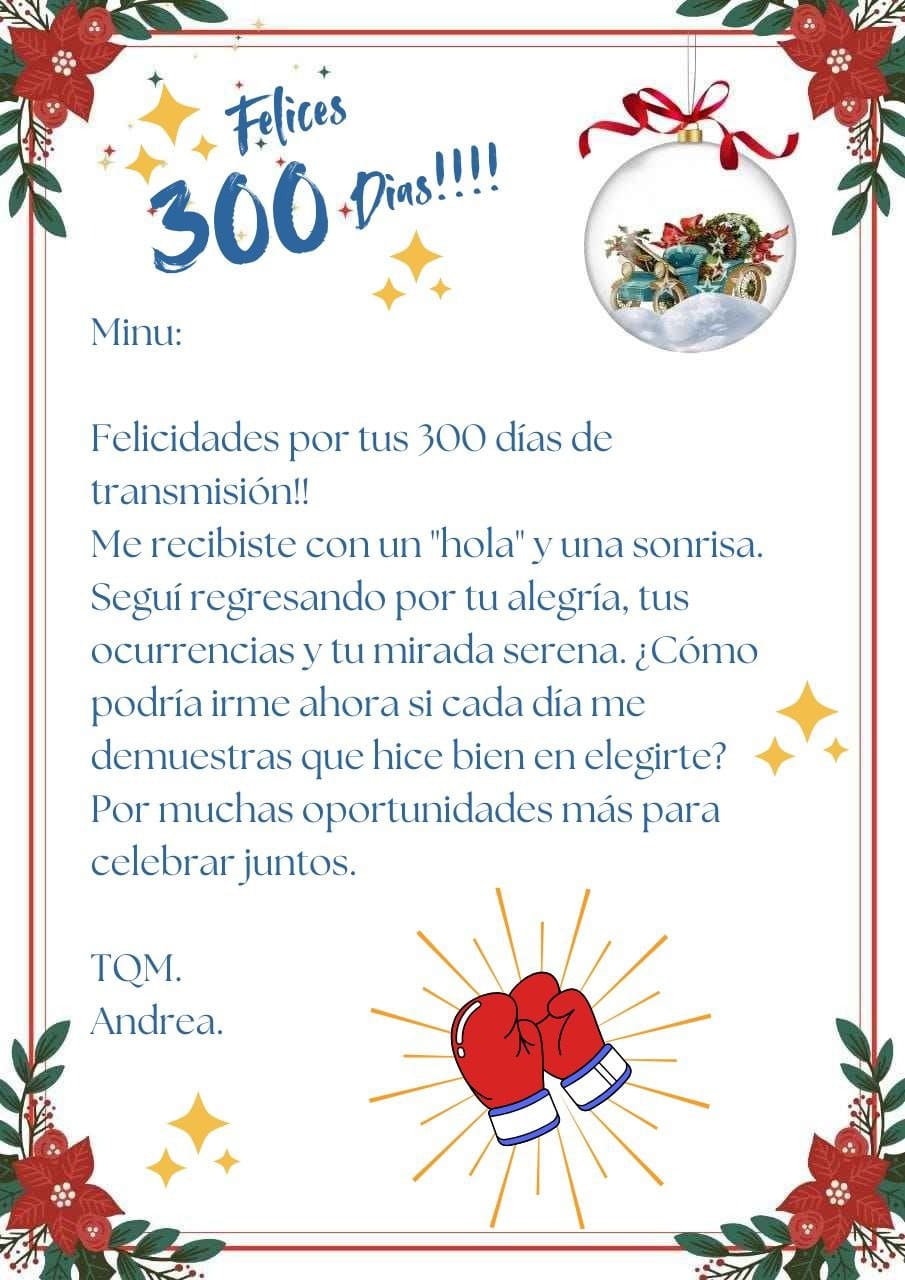 Felices
300 Dias!!!!
Minu:
Felicidades por tus 300 días de
transmisión!!
Me recibiste con un "hola" y una sonrisa.
Seguí regresando por tu alegría, tus
ocurrencias y tu mirada serena. ¿Cómo
podría irme ahora si cada día me
demuestras que hice bien en elegirte?
Por muchas oportunidades más para
celebrar juntos.
TQM.
Andrea.